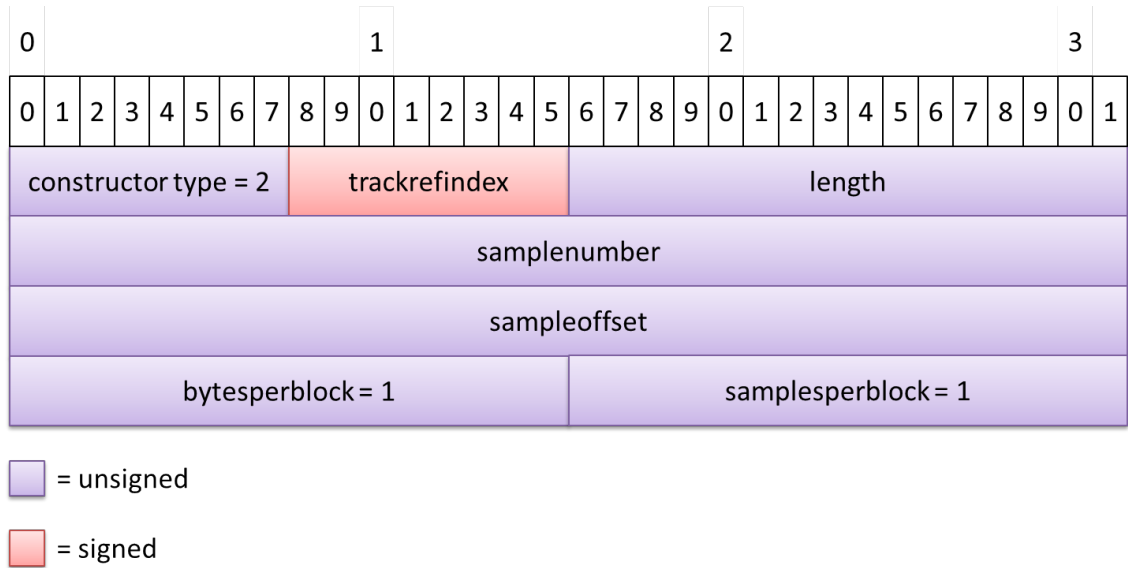 0 1 2 3
0 1 2 3 4 5 6 7 8 9 0 1 2 3 4 5 6 7 8 9 0 1 2 3 4 5 6 7 8 9 0 1
constructor type = 2 trackrefindex length
samplenumber
sampleoffset
bytesperblock = 1 samplesperblock = 1
= unsigned
= signed